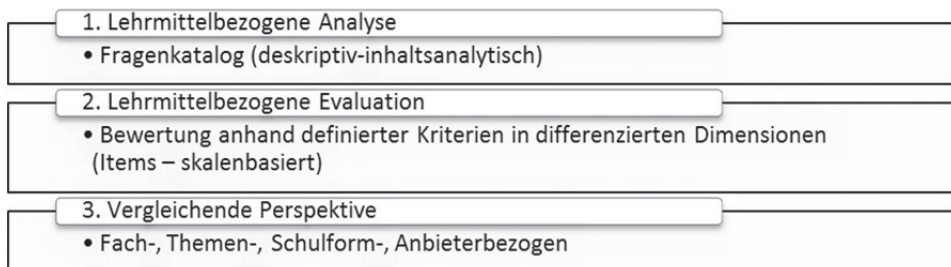 1. Lehrmittelbezogene Analyse
• Fragenkatalog (deskriptiv-inhaltsanalytisch)
2. Lehrmittelbezogene Evaluation
• Bewertung anhand definierter Kriterien in differenzierten Dimensionen
(Items – skalenbasiert)
3. Vergleichende Perspektive
• Fach-, Themen-, Schulform-, Anbieterbezogen